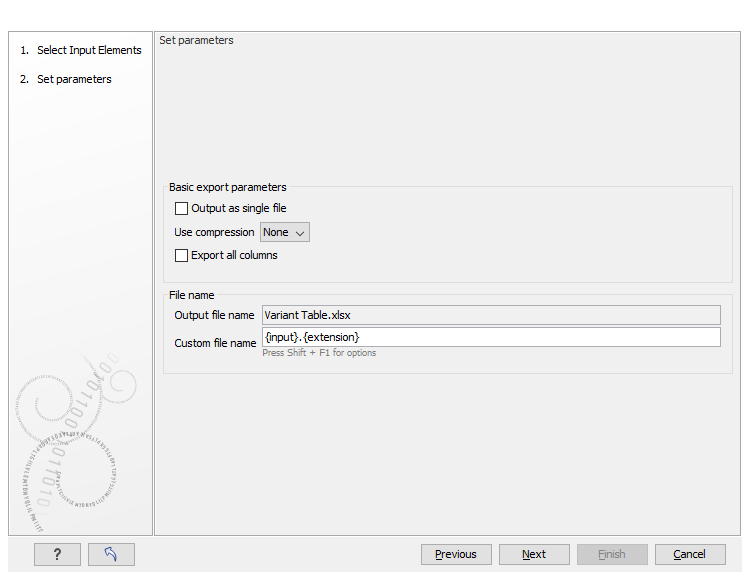 1. Select Input Elements
2. Set parameters
Set parameters
Basic export parameters
Output as single file
Use compression None
Export all columns
File name
Output file name Variant Table.xlsx
Custom file name {input}.{extension}
Press Shift + F1 for options
? Previous Next Finish Cancel